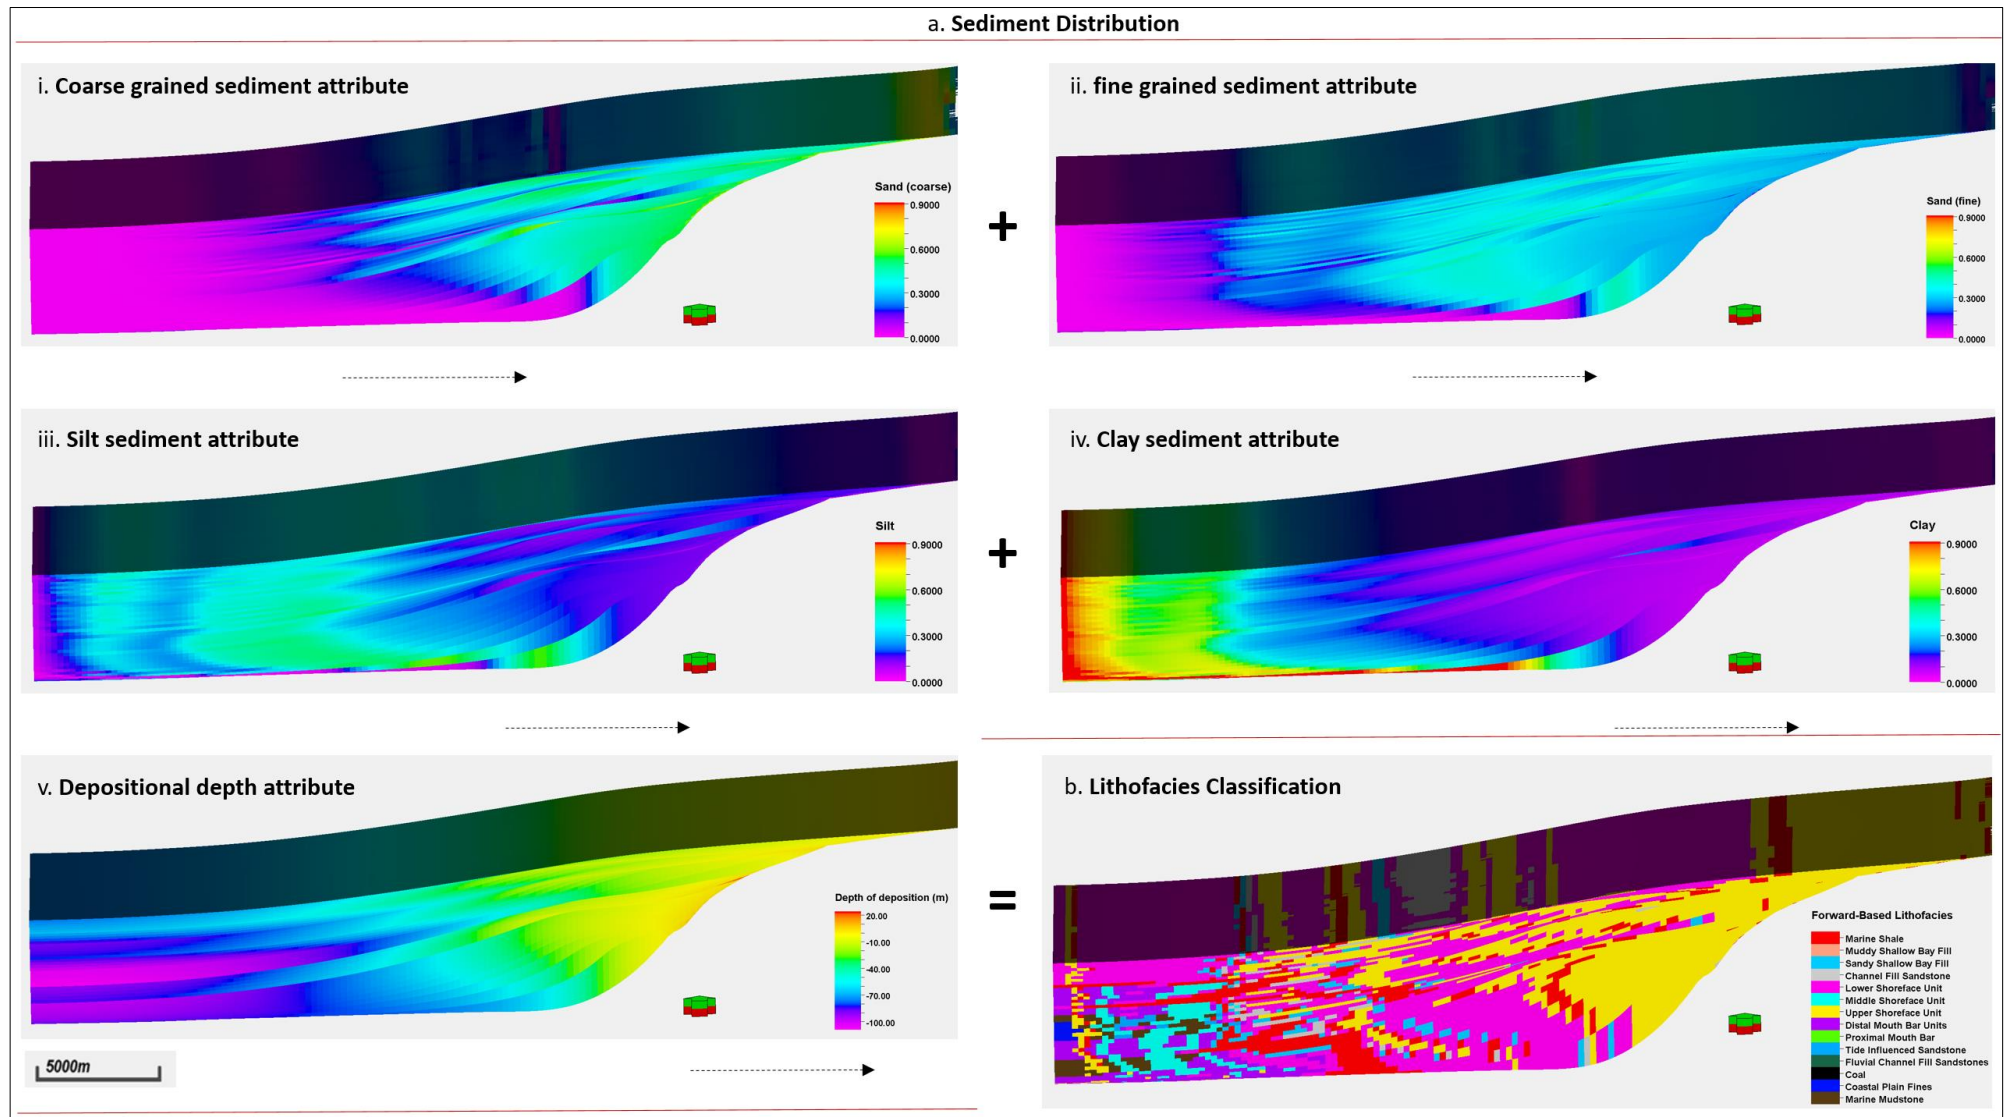 a. Sediment Distribution
i. Coarse grained sediment attribute
Sand (coarse)
0.9000
0.6000
0.3000
0.0000
+
ii. fine grained sediment attribute
Sand (fine)
0.9000
0.6000
0.3000
0.0000
iii. Silt sediment attribute
Silt
0.9000
0.6000
0.3000
0.0000
+
iv. Clay sediment attribute
Clay
0.9000
0.6000
0.3000
0.0000
v. Depositional depth attribute
Depth of deposition (m)
20.00
-10.00
-40.00
-70.00
-100.00
5000m
=
b. Lithofacies Classification
Forward-Based Lithofacies
Marine Shale
Muddy Shallow Bay Fill
Sandy Shallow Bay Fill
Channel Fill Sandstone
Lower Shoreface Unit
Middle Shoreface Unit
Upper Shoreface Unit
Distal Mouth Bar Units
Proximal Mouth Bar
Tide Influenced Sandstone
Fluvial Channel Fill Sandstones
Coal
Coastal Plain Fines
Marine Mudstone